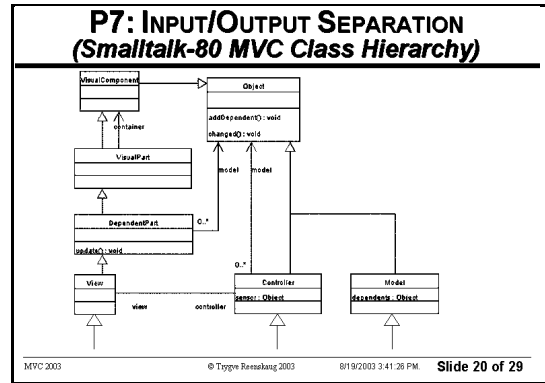 P7: INPUT/OUTPUT SEPARATION
(Smalltalk-80 MVC Class Hierarchy)
VisualComponent
Object
addDependent() : void
changed() : void
container
VisualPart
model
model
DependentPart
0..*
update() : void
0..*
View
Controller
Model
sensor : Object
dependents : Object
view
controller
MVC 2003
© Trygve Reenskaug 2003
8/19/2003 3:41:26 PM.
Slide 20 of 29